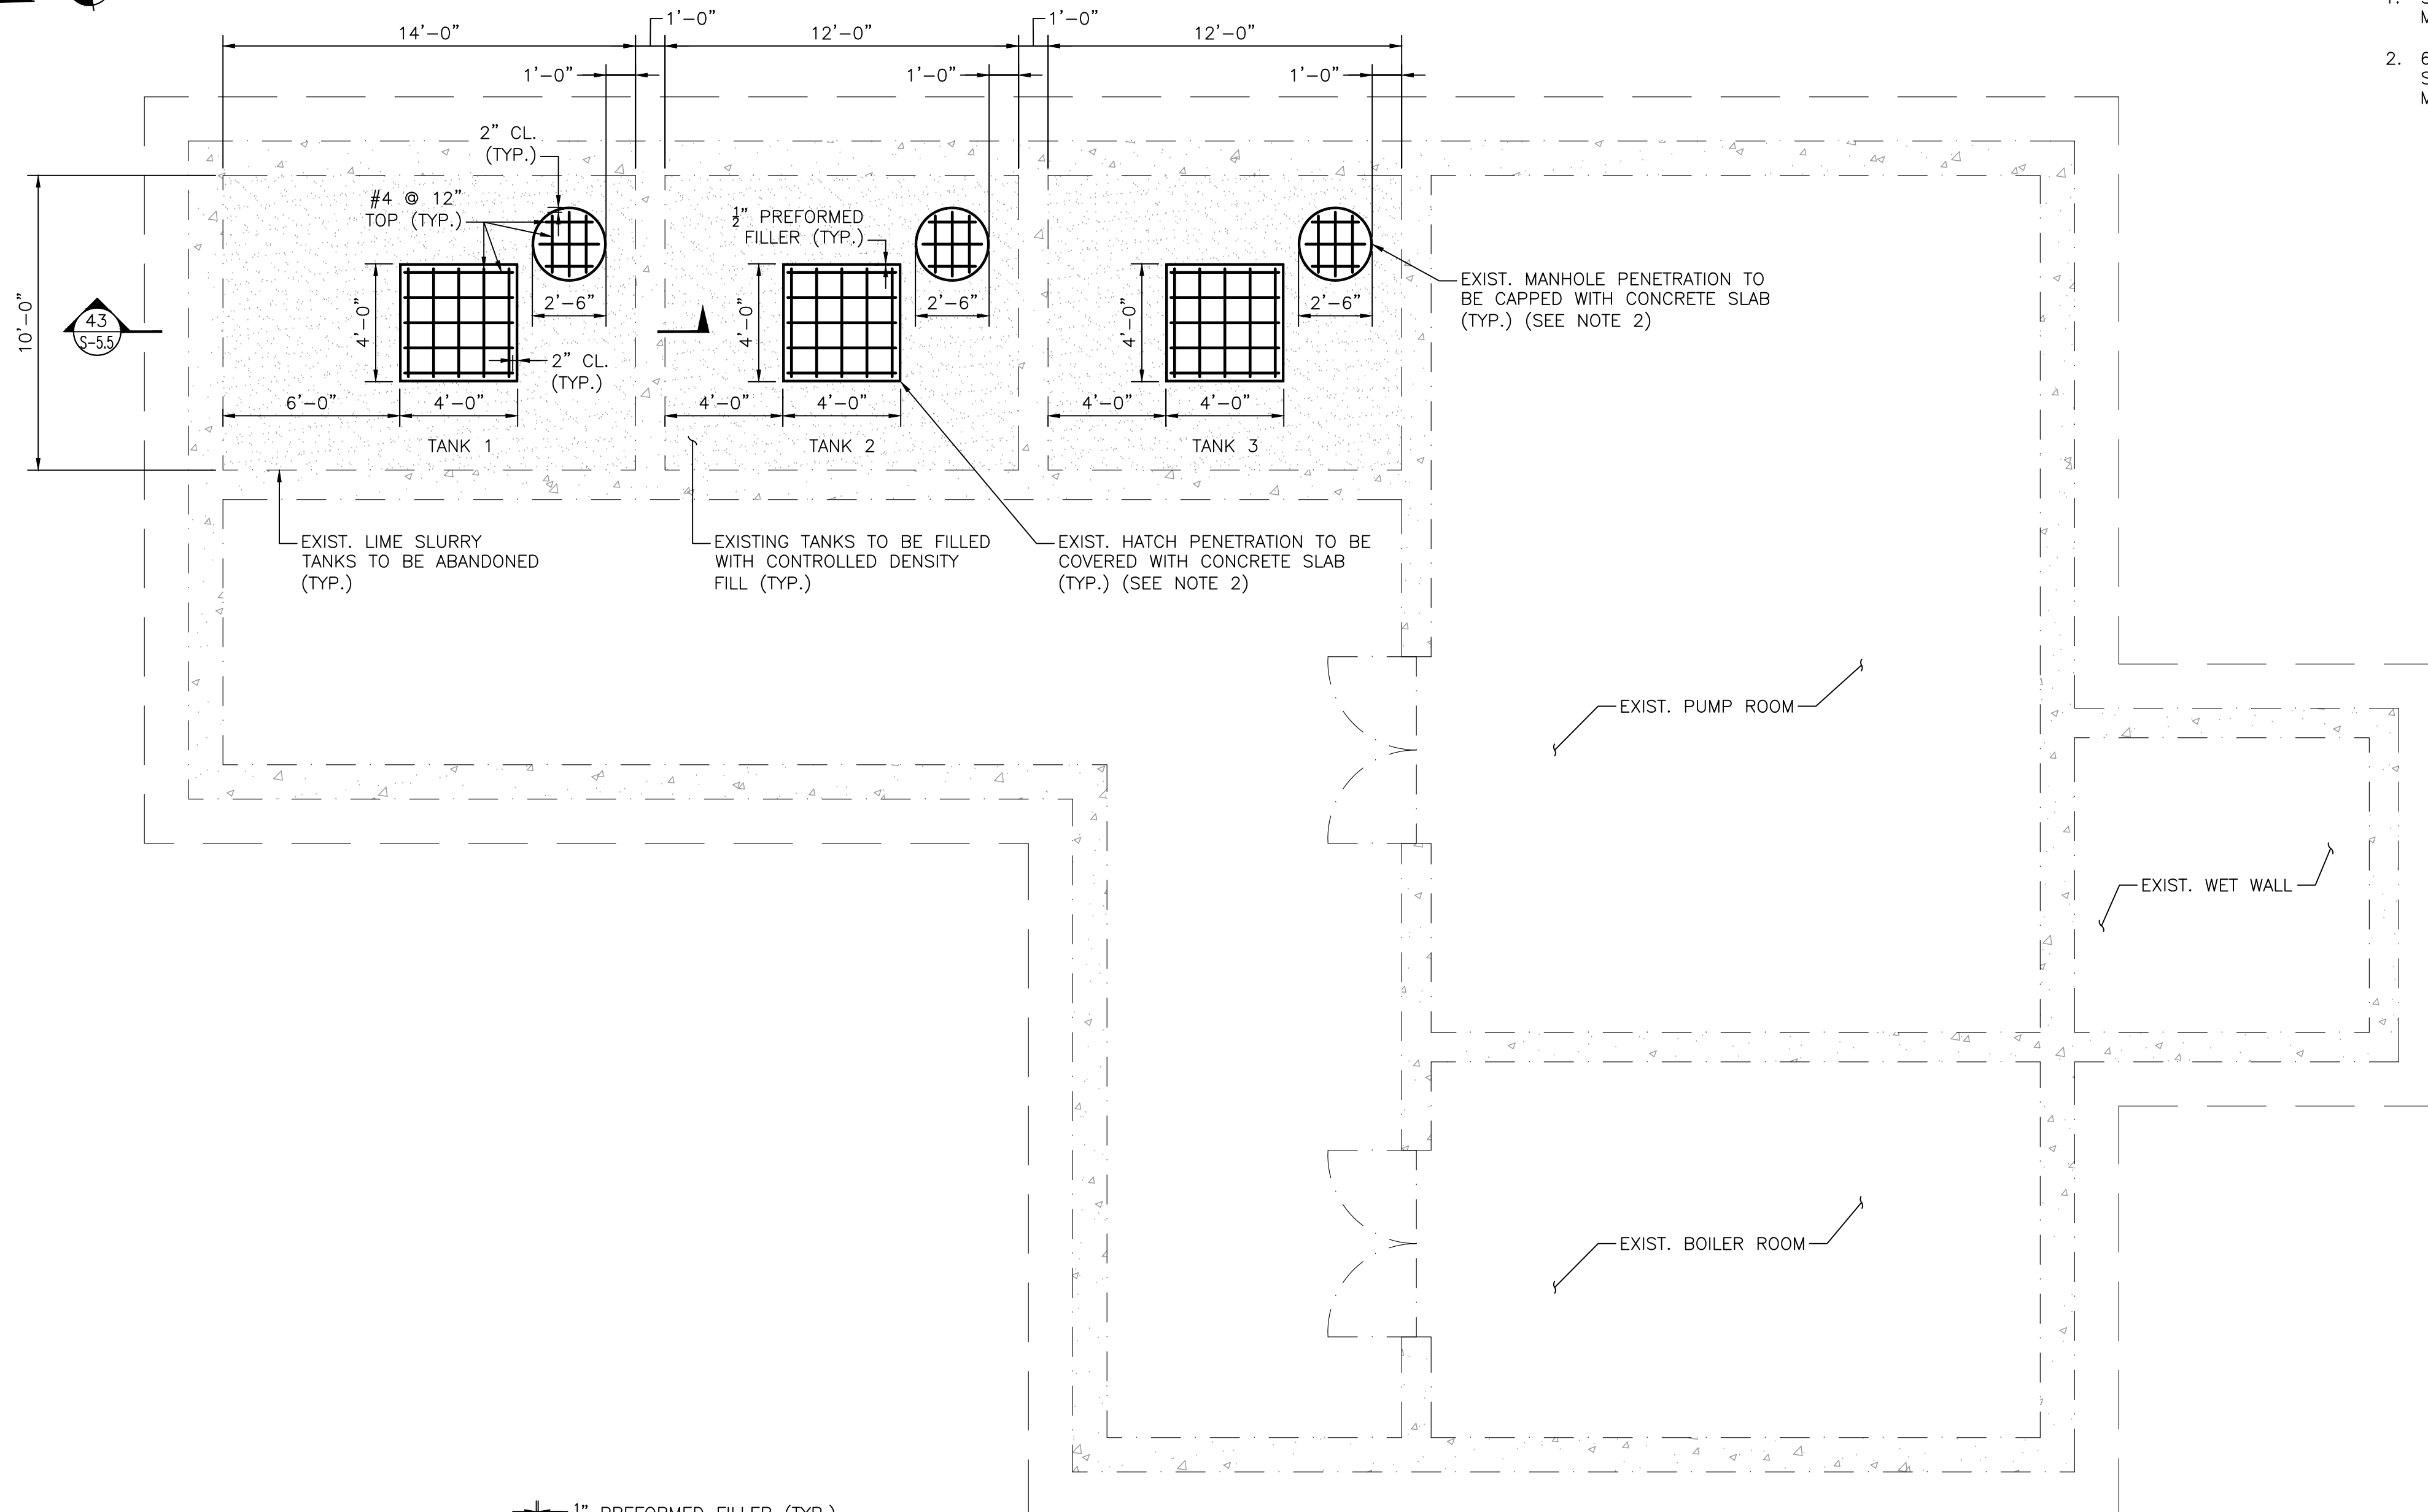 1'-0"
1'-0"
14'-0"
12'-0"
12'-0"
1'-0"
1'-0"
1'-0"
2.
2" CL.
(TYP.)
#4 @ 12"
TOP (TYP.)
½" PREFORMED
FILLER (TYP.)
10'-0"
43
S-5.5
4'-0"
2'-6"
4'-0"
2'-6"
4'-0"
2'-6"
EXIST. MANHOLE PENETRATION TO
BE CAPPED WITH CONCRETE SLAB
(TYP.) (SEE NOTE 2)
2" CL.
(TYP.)
6'-0"
4'-0"
4'-0"
4'-0"
4'-0"
4'-0"
TANK 1
TANK 2
TANK 3
EXIST. LIME SLURRY
TANKS TO BE ABANDONED
(TYP.)
EXISTING TANKS TO BE FILLED
WITH CONTROLLED DENSITY
FILL (TYP.)
EXIST. HATCH PENETRATION TO BE
COVERED WITH CONCRETE SLAB
(TYP.) (SEE NOTE 2)
EXIST. PUMP ROOM
EXIST. WET WALL
EXIST. BOILER ROOM
PREFORMED FILLER (TYP.)